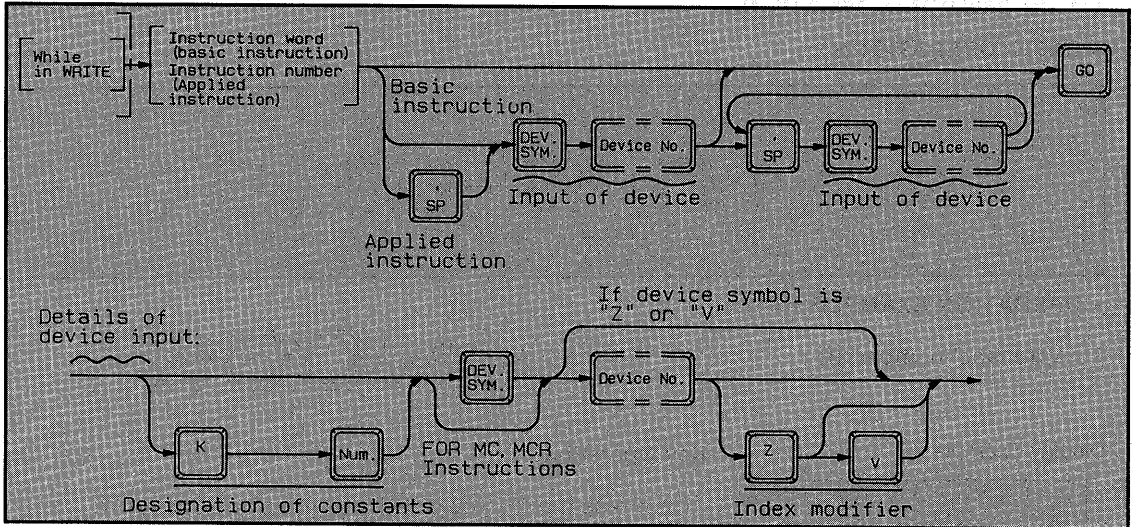 While
in WRITE
Instruction word
(basic instruction)
Instruction number
(Applied
instruction)
Basic
instruction
DEV.
SYM.
Device No.
'
SP
Input of device
'
SP
DEV.
SYM.
Device No.
Input of device
GO
Applied
instruction
Details of
device input:
K
Num.
Designation of constants
DEV.
SYM.
FOR MC, MCR
Instructions
If device symbol is
"Z" or "V"
Device No.
Z
V
Index modifier